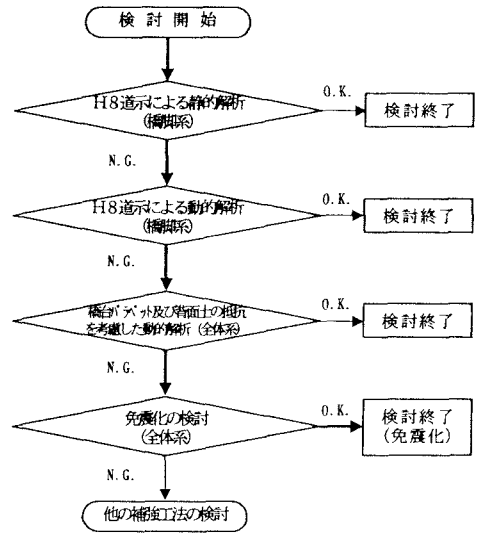 検討開始
H8道示による静的解析
(橋脚系)
O.K.
検討終了
N.G.
H8道示による動的解析
(橋脚系)
O.K.
検討終了
N.G.
橋台パラペット及び背面土の抵抗
を考慮した動的解析（全体系）
O.K.
検討終了
N.G.
免震化の検討
(全体系)
O.K.
検討終了
(免震化)
N.G.
他の補強工法の検討